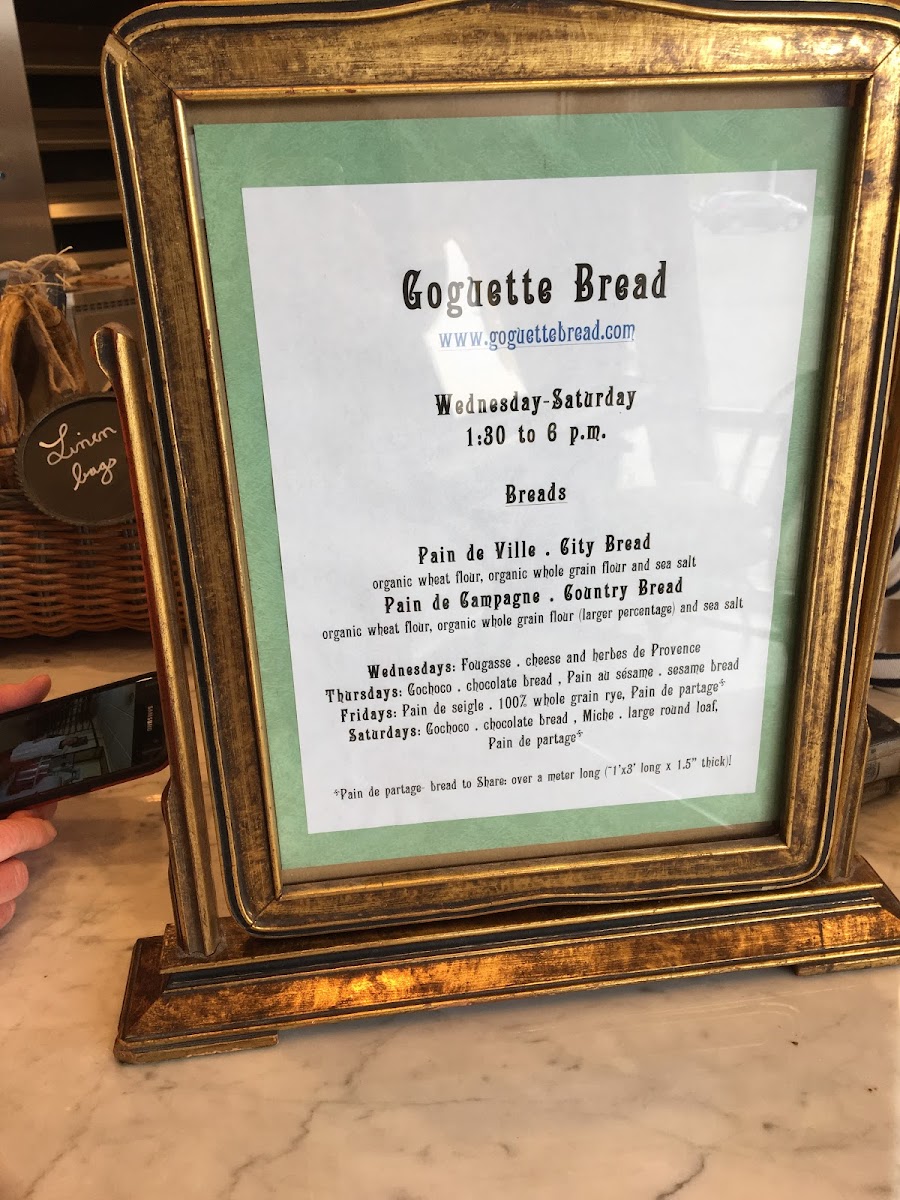 Goguette Bread
www.goguettebread.com
Wednesday-Saturday
1:30 to 6 p.m.
Breads
Pain de Ville . City Bread
organic wheat flour, organic whole grain flour and sea salt
Pain de Campagne . Country Bread
organic wheat flour, organic whole grain flour (larger percentage) and sea salt
Wednesdays: Fougasse . cheese and herbes de Provence
Thursdays: Cochoco . chocolate bread , Pain au sésame . sesame bread
Fridays: Pain de seigle . 100% whole grain rye, Pain de partage*
Saturdays: Cochoco . chocolate bread , Miche . large round loaf,
Pain de partage*
*Pain de partage- bread to Share: over a meter long (~1'x3' long x 1.5" thick)!
Linen
bags
SAMSUNG